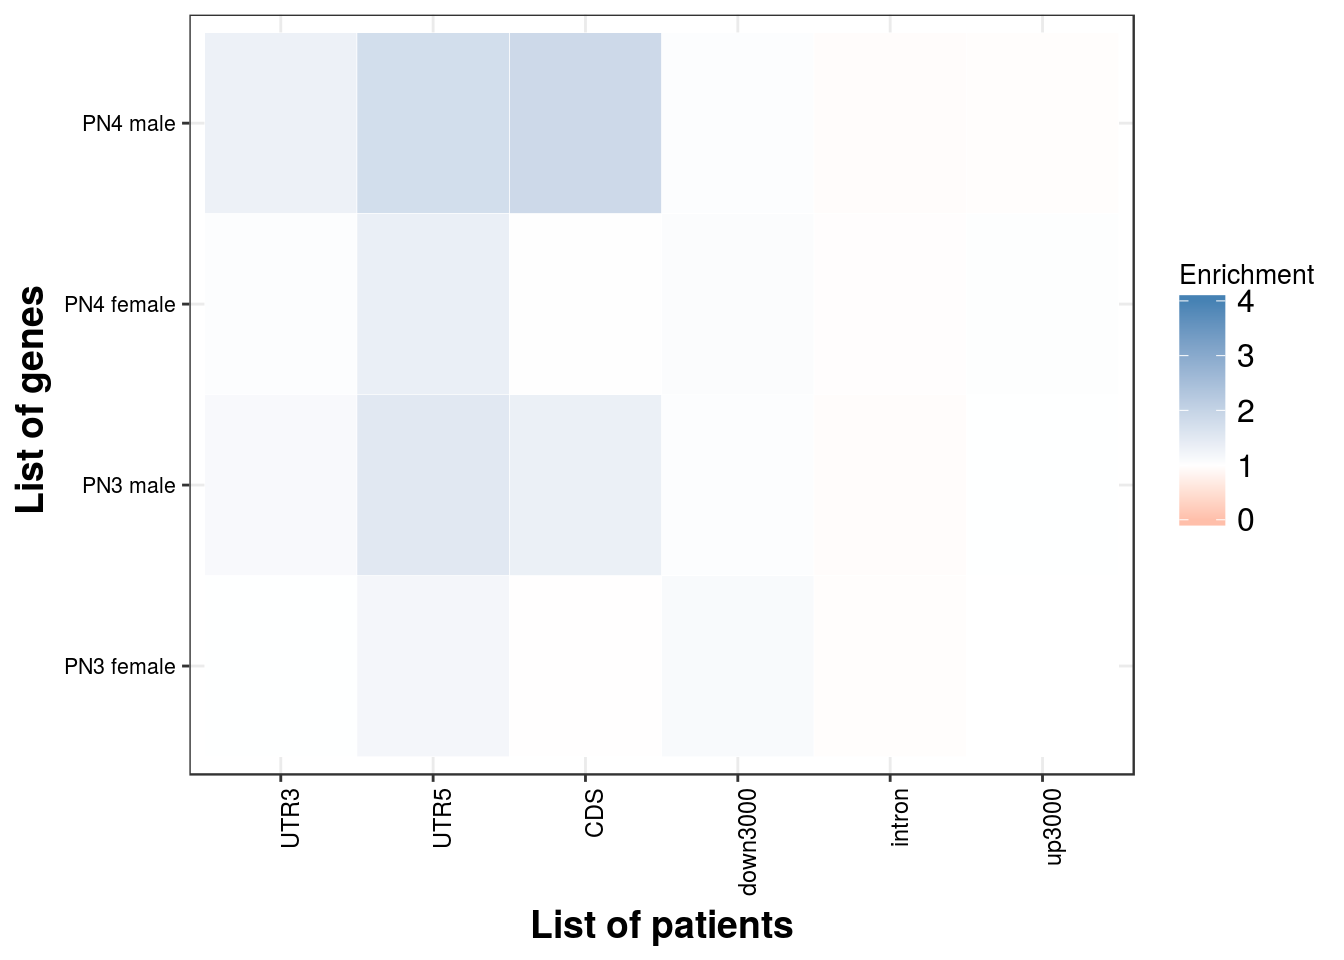 List of genes
PN4 male
PN4 female
PN3 male
PN3 female
UTR3
UTR5
CDS
down3000
intron
up3000
List of patients
Enrichment
4
3
2
1
0